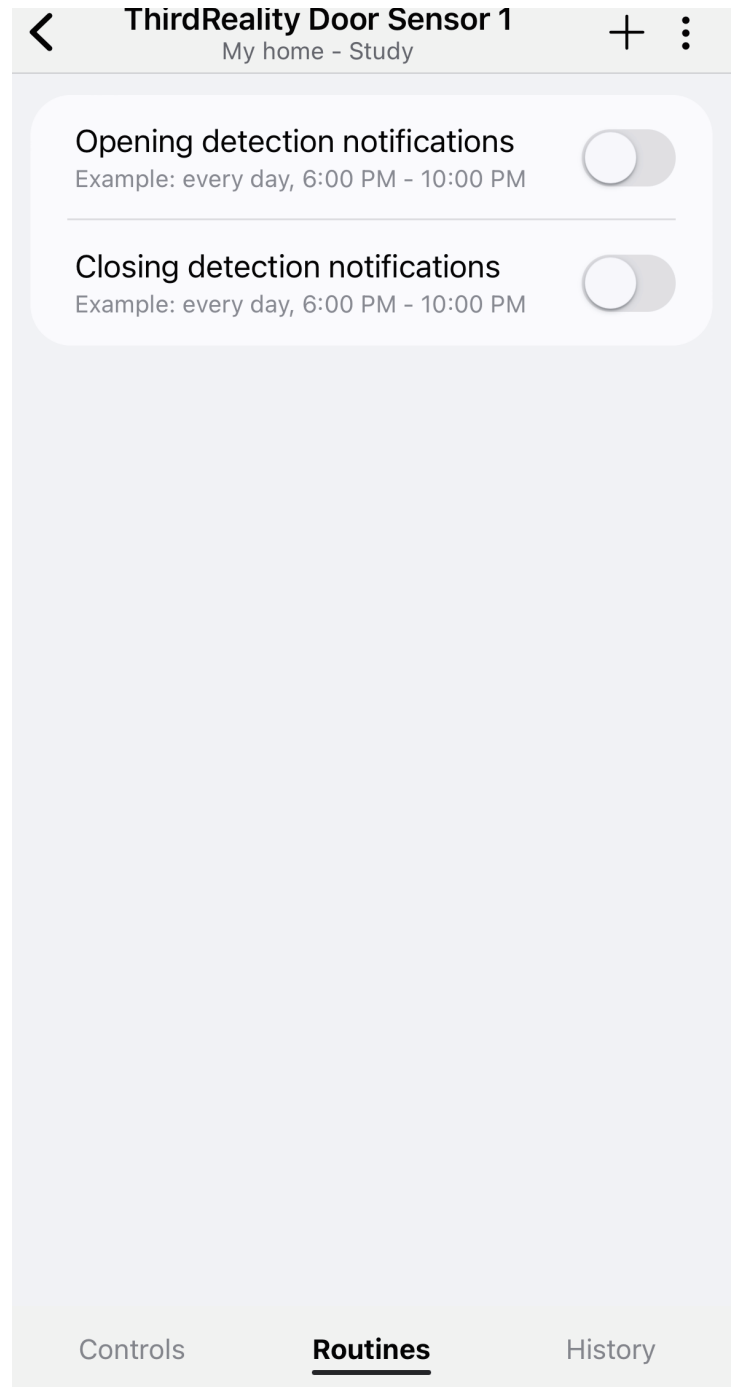 ThirdReality Door Sensor 1
My home - Study
Opening detection notifications
Example: every day, 6:00 PM - 10:00 PM
Closing detection notifications
Example: every day, 6:00 PM - 10:00 PM
Controls
Routines
History